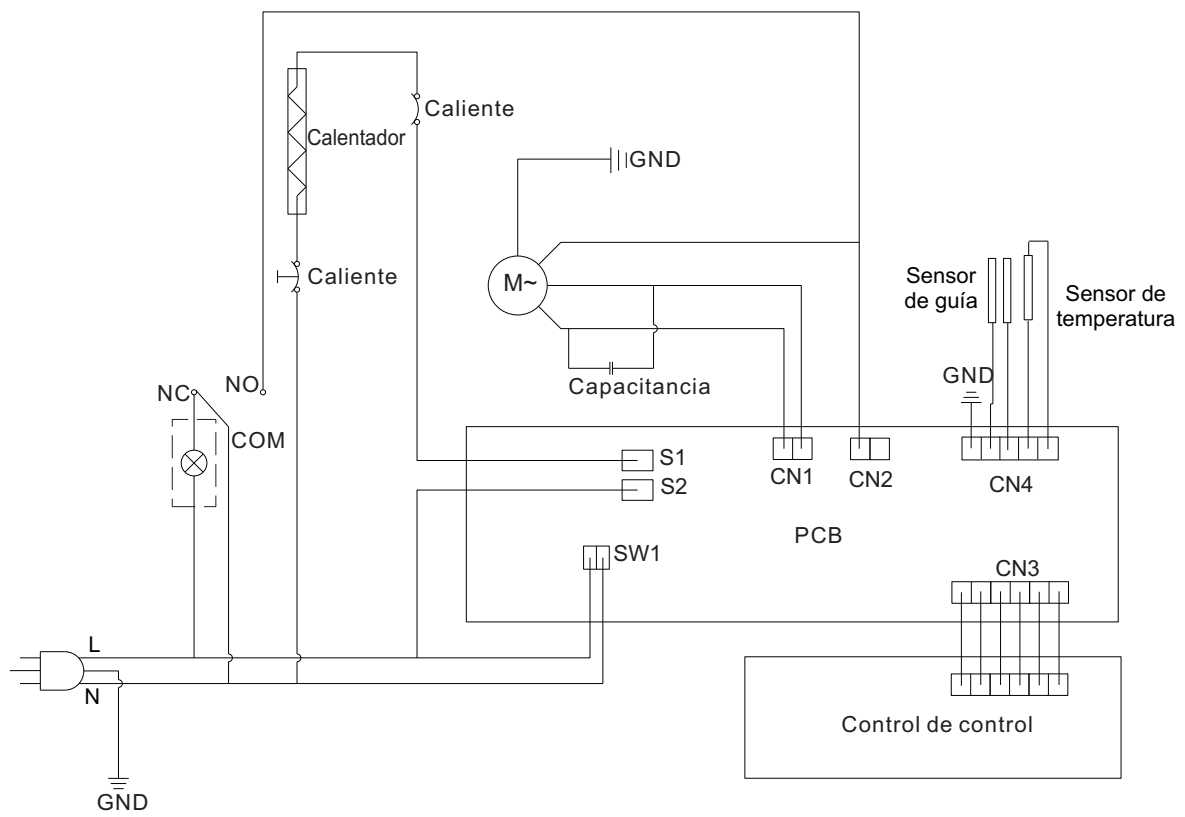 Caliente
Calentador
GND
Caliente
M~
Sensor
de guía
Sensor de
temperatura
NC
NO
Capacitancia
GND
COM
S1
S2
CN1
CN2
CN4
PCB
SW1
CN3
L
N
Control de control
GND